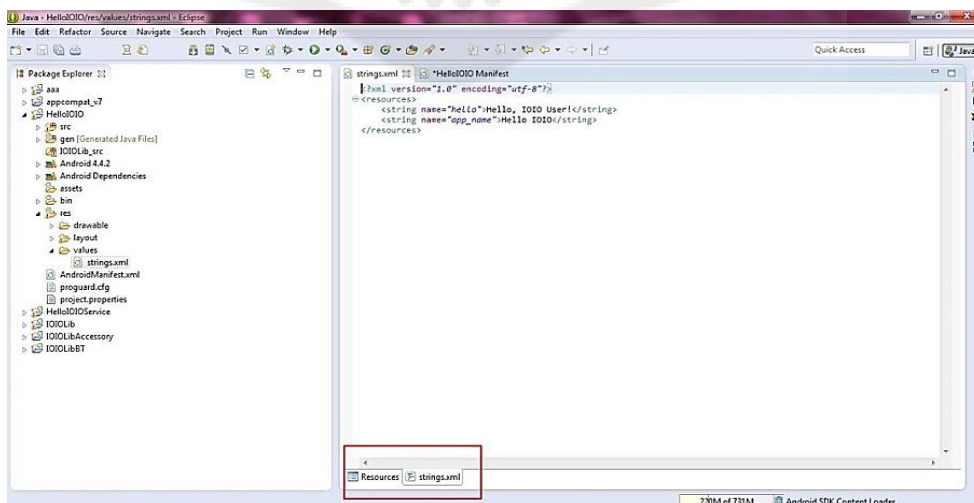 Java - HelloIOIO/res/values/strings.xml - Eclipse
File Edit Refactor Source Navigate Search Project Run Window Help
Quick Access
Java
Package Explorer
aaa
appcompat_v7
HelloIOIO
src
gen [Generated Java Files]
IOIOLib_src
Android 4.4.2
Android Dependencies
assets
bin
res
drawable
layout
values
strings.xml
AndroidManifest.xml
proguard.cfg
project.properties
HelloIOIOService
IOIOLib
IOIOLibAccessory
IOIOLibBT
strings.xml *HelloIOIO Manifest
<?xml version="1.0" encoding="utf-8"?>
<resources>
<string name="hello">Hello, IOIO User!</string>
<string name="app_name">Hello IOIO</string>
</resources>
Resources strings.xml
220M of 731M Android SDK Content Loader